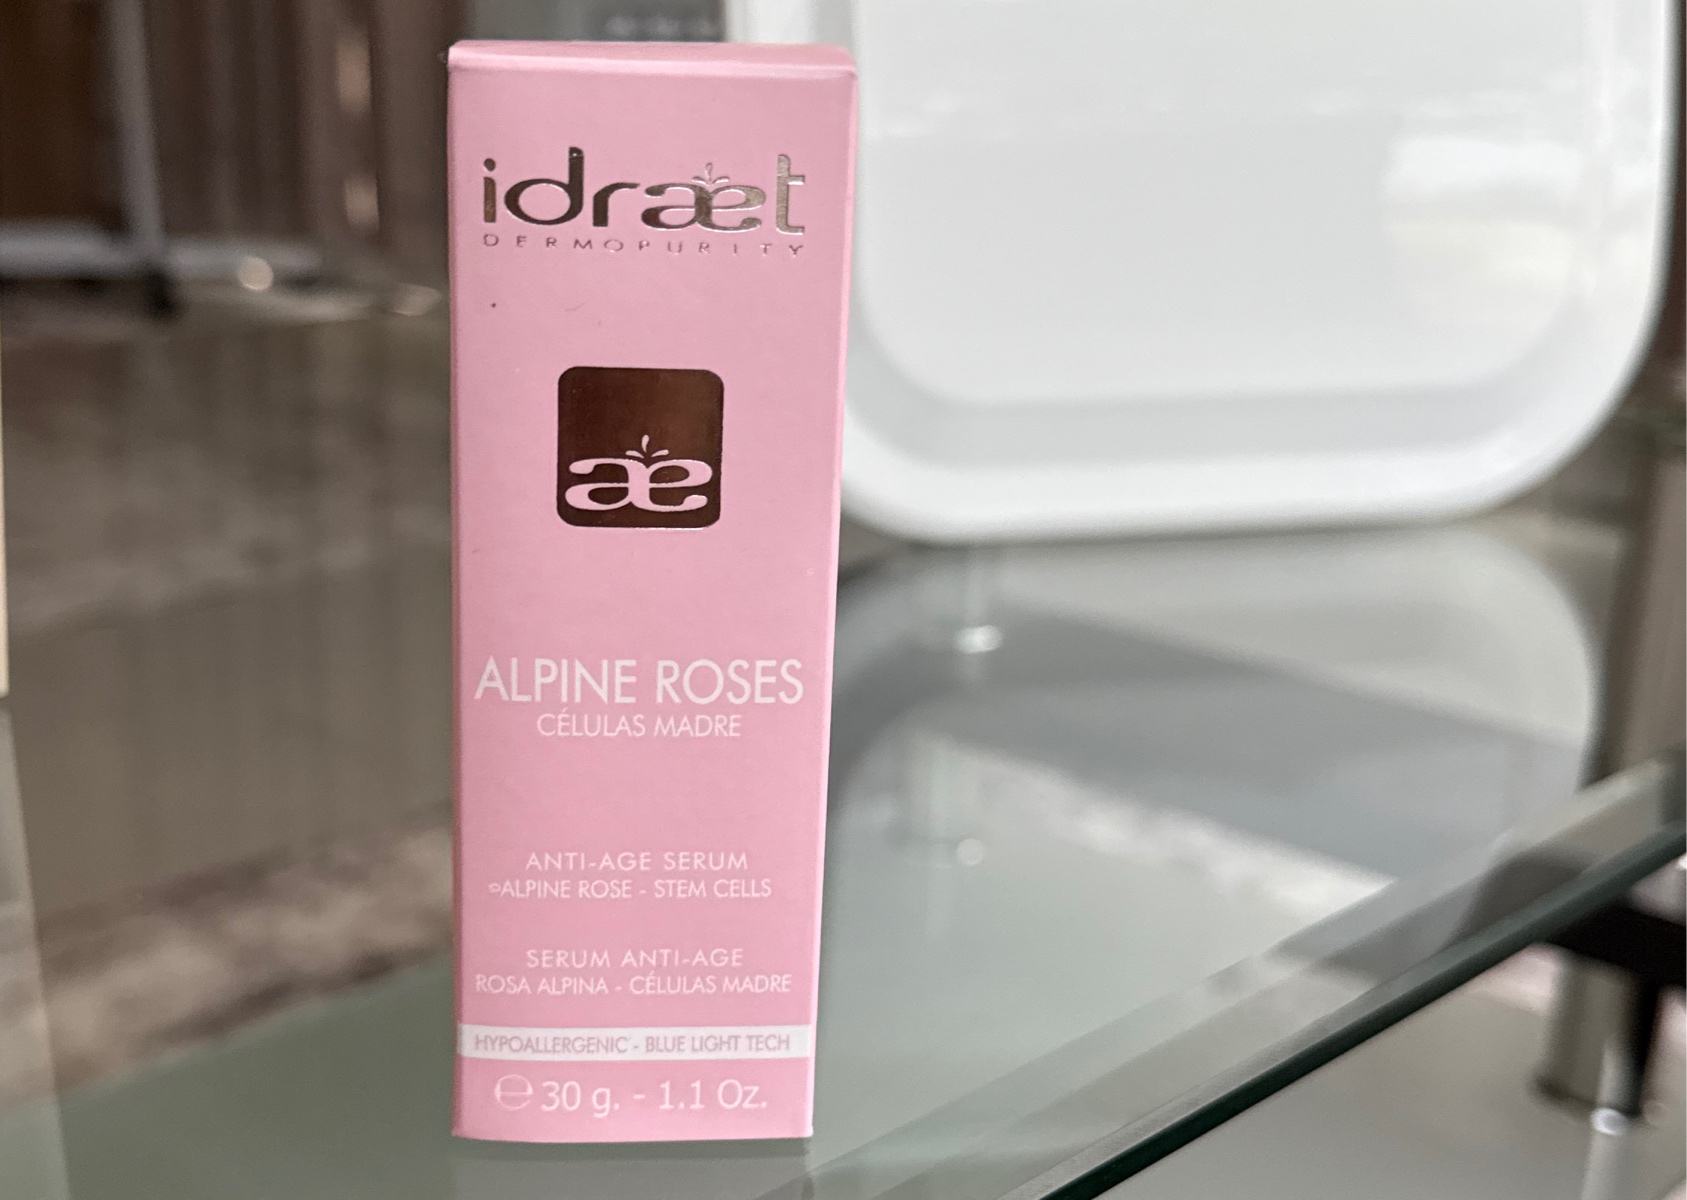 idræt
DERMOPURITY
æ
ALPINE ROSES
CÉLULAS MADRE
ANTI-AGE SERUM
ALPINE ROSE - STEM CELLS
SERUM ANTI-AGE
ROSA ALPINA - CÉLULAS MADRE
HYPOALLERGENIC - BLUE LIGHT TECH
℮ 30 g. - 1.1 Oz.